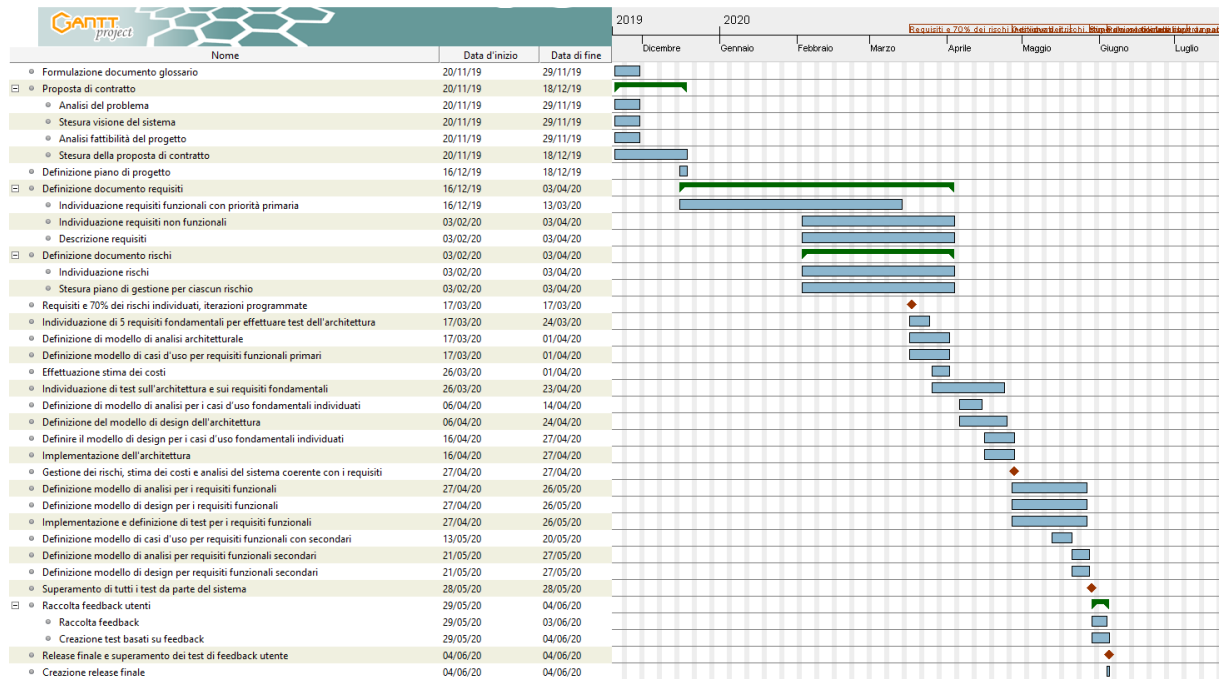 GANTT
project
2019 2020
Requisiti e 70% dei rischi
Dicembre Gennaio Febbraio Marzo Aprile Maggio Giugno Luglio
Nome Data d'inizio Data di fine
Formulazione documento glossario 20/11/19 29/11/19
Proposta di contratto 20/11/19 18/12/19
Analisi del problema 20/11/19 29/11/19
Stesura visione del sistema 20/11/19 29/11/19
Analisi fattibilità del progetto 20/11/19 29/11/19
Stesura della proposta di contratto 20/11/19 18/12/19
Definizione piano di progetto 16/12/19 18/12/19
Definizione documento requisiti 16/12/19 03/04/20
Individuazione requisiti funzionali con priorità primaria 16/12/19 13/03/20
Individuazione requisiti non funzionali 03/02/20 03/04/20
Descrizione requisiti 03/02/20 03/04/20
Definizione documento rischi 03/02/20 03/04/20
Individuazione rischi 03/02/20 03/04/20
Stesura piano di gestione per ciascun rischio 03/02/20 03/04/20
Requisiti e 70% dei rischi individuati, iterazioni programmate 17/03/20 17/03/20
Individuazione di 5 requisiti fondamentali per effettuare test dell'architettura 17/03/20 24/03/20
Definizione di modello di analisi architetturale 17/03/20 01/04/20
Definizione modello di casi d'uso per requisiti funzionali primari 17/03/20 01/04/20
Effettuazione stima dei costi 26/03/20 01/04/20
Individuazione di test sull'architettura e sui requisiti fondamentali 26/03/20 23/04/20
Definizione di modello di analisi per i casi d'uso fondamentali individuati 06/04/20 14/04/20
Definizione del modello di design dell'architettura 06/04/20 24/04/20
Definire il modello di design per i casi d'uso fondamentali individuati 16/04/20 27/04/20
Implementazione dell'architettura 16/04/20 27/04/20
Gestione dei rischi, stima dei costi e analisi del sistema coerente con i requisiti 27/04/20 27/04/20
Definizione modello di analisi per i requisiti funzionali 27/04/20 26/05/20
Definizione modello di design per i requisiti funzionali 27/04/20 26/05/20
Implementazione e definizione di test per i requisiti funzionali 27/04/20 26/05/20
Definizione modello di casi d'uso per requisiti funzionali con secondari 13/05/20 20/05/20
Definizione modello di analisi per requisiti funzionali secondari 21/05/20 27/05/20
Definizione modello di design per requisiti funzionali secondari 21/05/20 27/05/20
Superamento di tutti i test da parte del sistema 28/05/20 28/05/20
Raccolta feedback utenti 29/05/20 04/06/20
Raccolta feedback 29/05/20 03/06/20
Creazione test basati su feedback 29/05/20 04/06/20
Release finale e superamento dei test di feedback utente 04/06/20 04/06/20
Creazione release finale 04/06/20 04/06/20